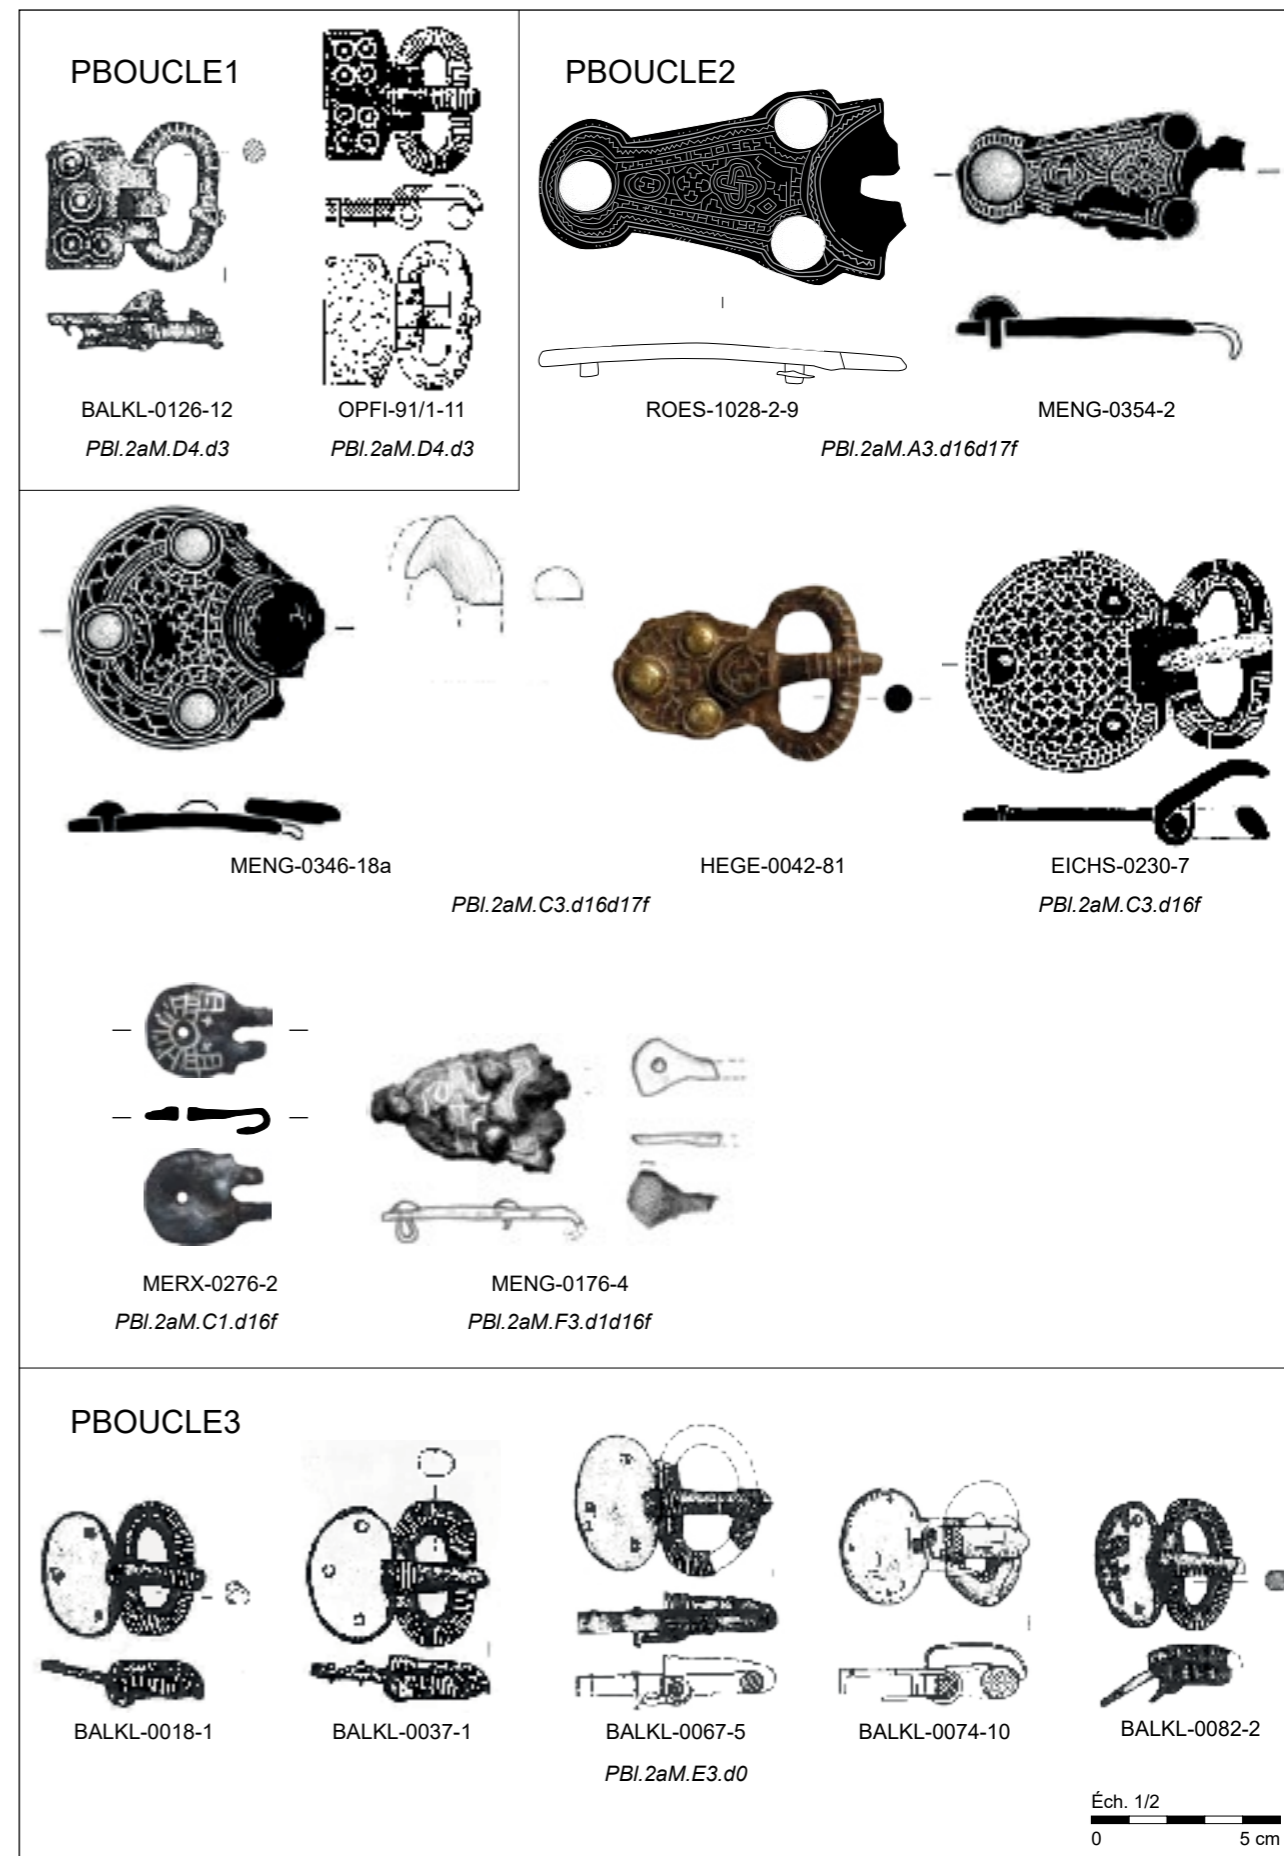 PBOUCLE1
BALKL-0126-12
OPFI-91/1-11
PBl.2aM.D4.d3
PBl.2aM.D4.d3
PBOUCLE2
ROES-1028-2-9
MENG-0354-2
PBl.2aM.A3.d16d17f
MENG-0346-18a
HEGE-0042-81
EICHS-0230-7
PBl.2aM.C3.d16d17f
PBl.2aM.C3.d16f
MERX-0276-2
MENG-0176-4
PBl.2aM.C1.d16f
PBl.2aM.F3.d1d16f
PBOUCLE3
BALKL-0018-1
BALKL-0037-1
BALKL-0067-5
BALKL-0074-10
BALKL-0082-2
PBl.2aM.E3.d0
Éch. 1/2
0
5 cm